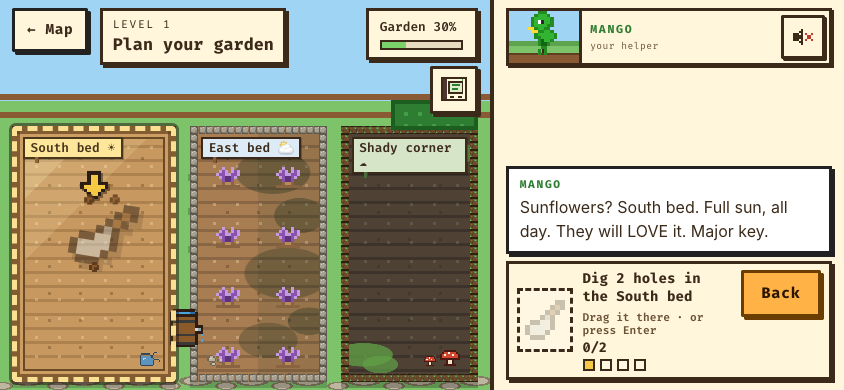 ← Map
LEVEL 1
Plan your garden
Garden 30%
South bed ☀
East bed ⛅
Shady corner
☁
MANGO
your helper
MANGO
Sunflowers? South bed. Full sun, all
day. They will LOVE it. Major key.
Dig 2 holes in
the South bed
Drag it there · or
press Enter
0/2
Back